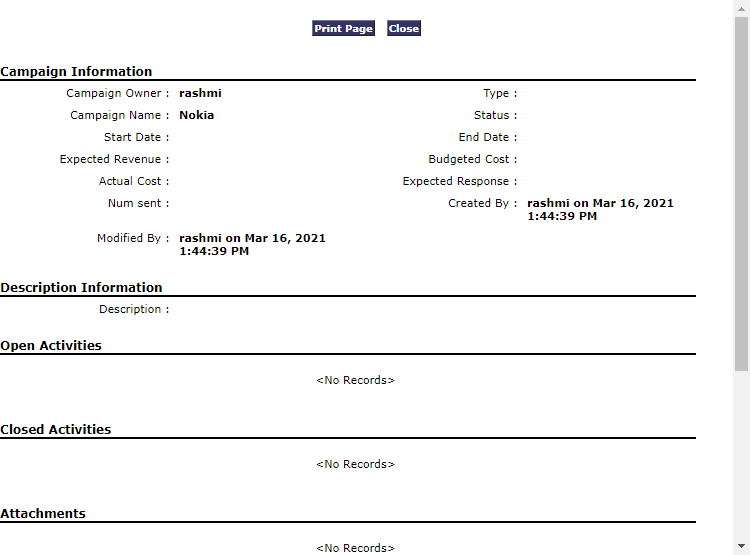 Print Page Close
Campaign Information
Campaign Owner : rashmi Type :
Campaign Name : Nokia Status :
Start Date : End Date :
Expected Revenue : Budgeted Cost :
Actual Cost : Expected Response :
Num sent : Created By : rashmi on Mar 16, 2021
1:44:39 PM
Modified By : rashmi on Mar 16, 2021
1:44:39 PM
Description Information
Description :
Open Activities
<No Records>
Closed Activities
<No Records>
Attachments
<No Records>